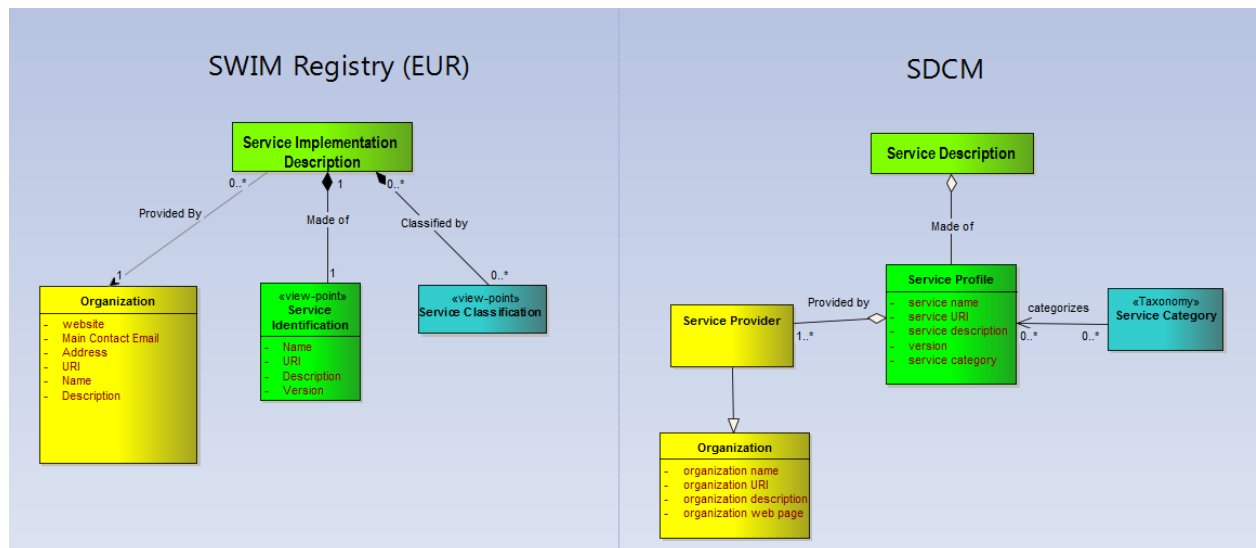 SWIM Registry (EUR)
Service Implementation
Description
0..*
1
0..*
Provided By
Made of
Classified by
1
1
0..*
Organization
- website
- Main Contact Email
- Address
- URI
- Name
- Description
«view-point»
Service
Identification
- Name
- URI
- Description
- Version
«view-point»
Service Classification
SDCM
Service Description
Made of
Service Profile
- service name
- service URI
- service description
- version
- service category
Provided by
1..*
Service Provider
categorizes
0..*
0..*
«Taxonomy»
Service Category
Organization
- organization name
- organization URI
- organization description
- organization web page